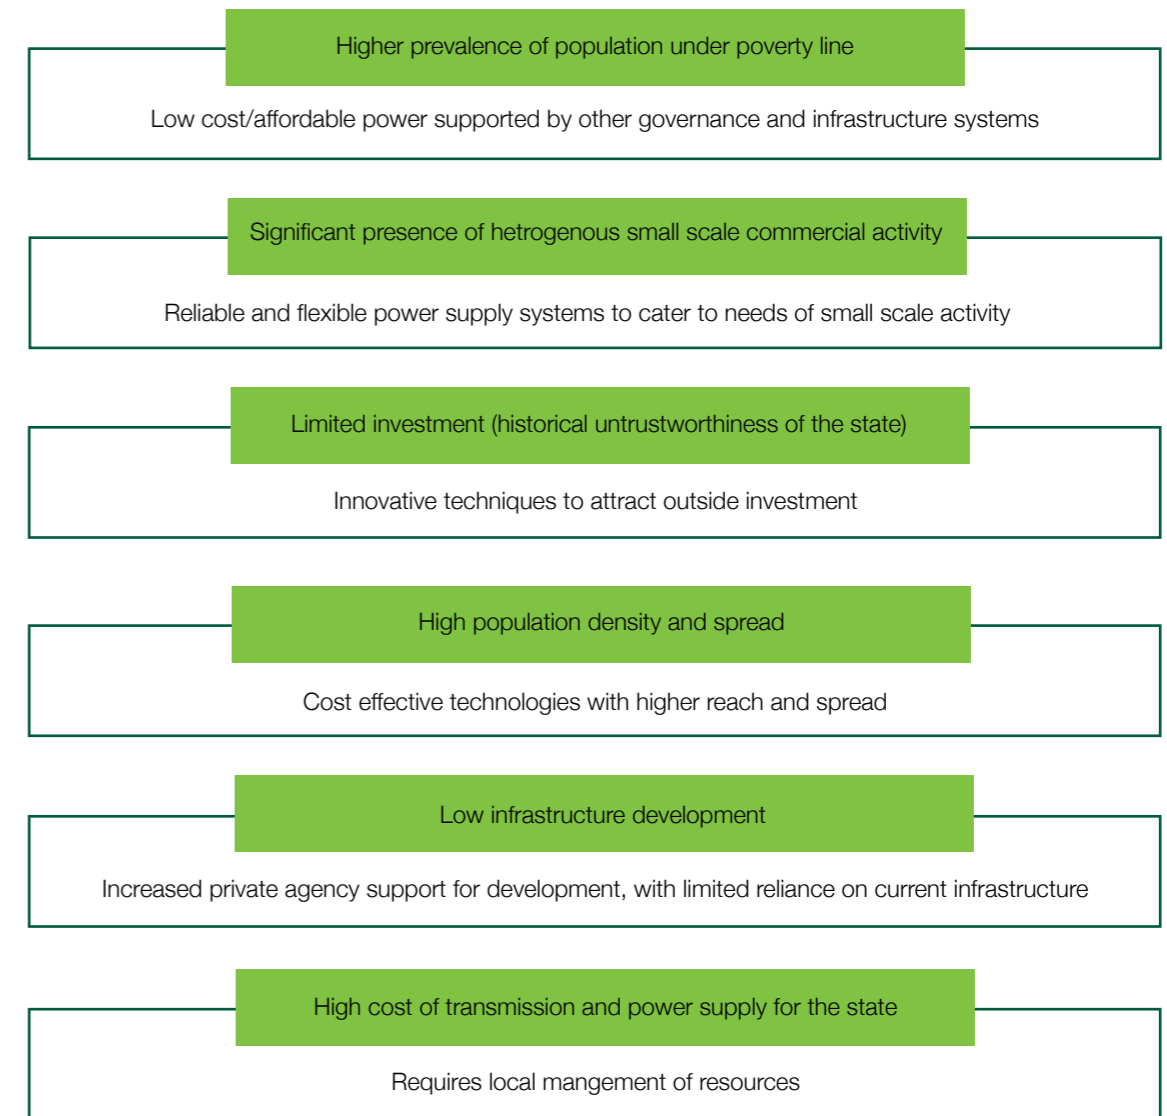 Higher prevalence of population under poverty line
Low cost/affordable power supported by other governance and infrastructure systems
Significant presence of hetrogenous small scale commercial activity
Reliable and flexible power supply systems to cater to needs of small scale activity
Limited investment (historical untrustworthiness of the state)
Innovative techniques to attract outside investment
High population density and spread
Cost effective technologies with higher reach and spread
Low infrastructure development
Increased private agency support for development, with limited reliance on current infrastructure
High cost of transmission and power supply for the state
Requires local mangement of resources